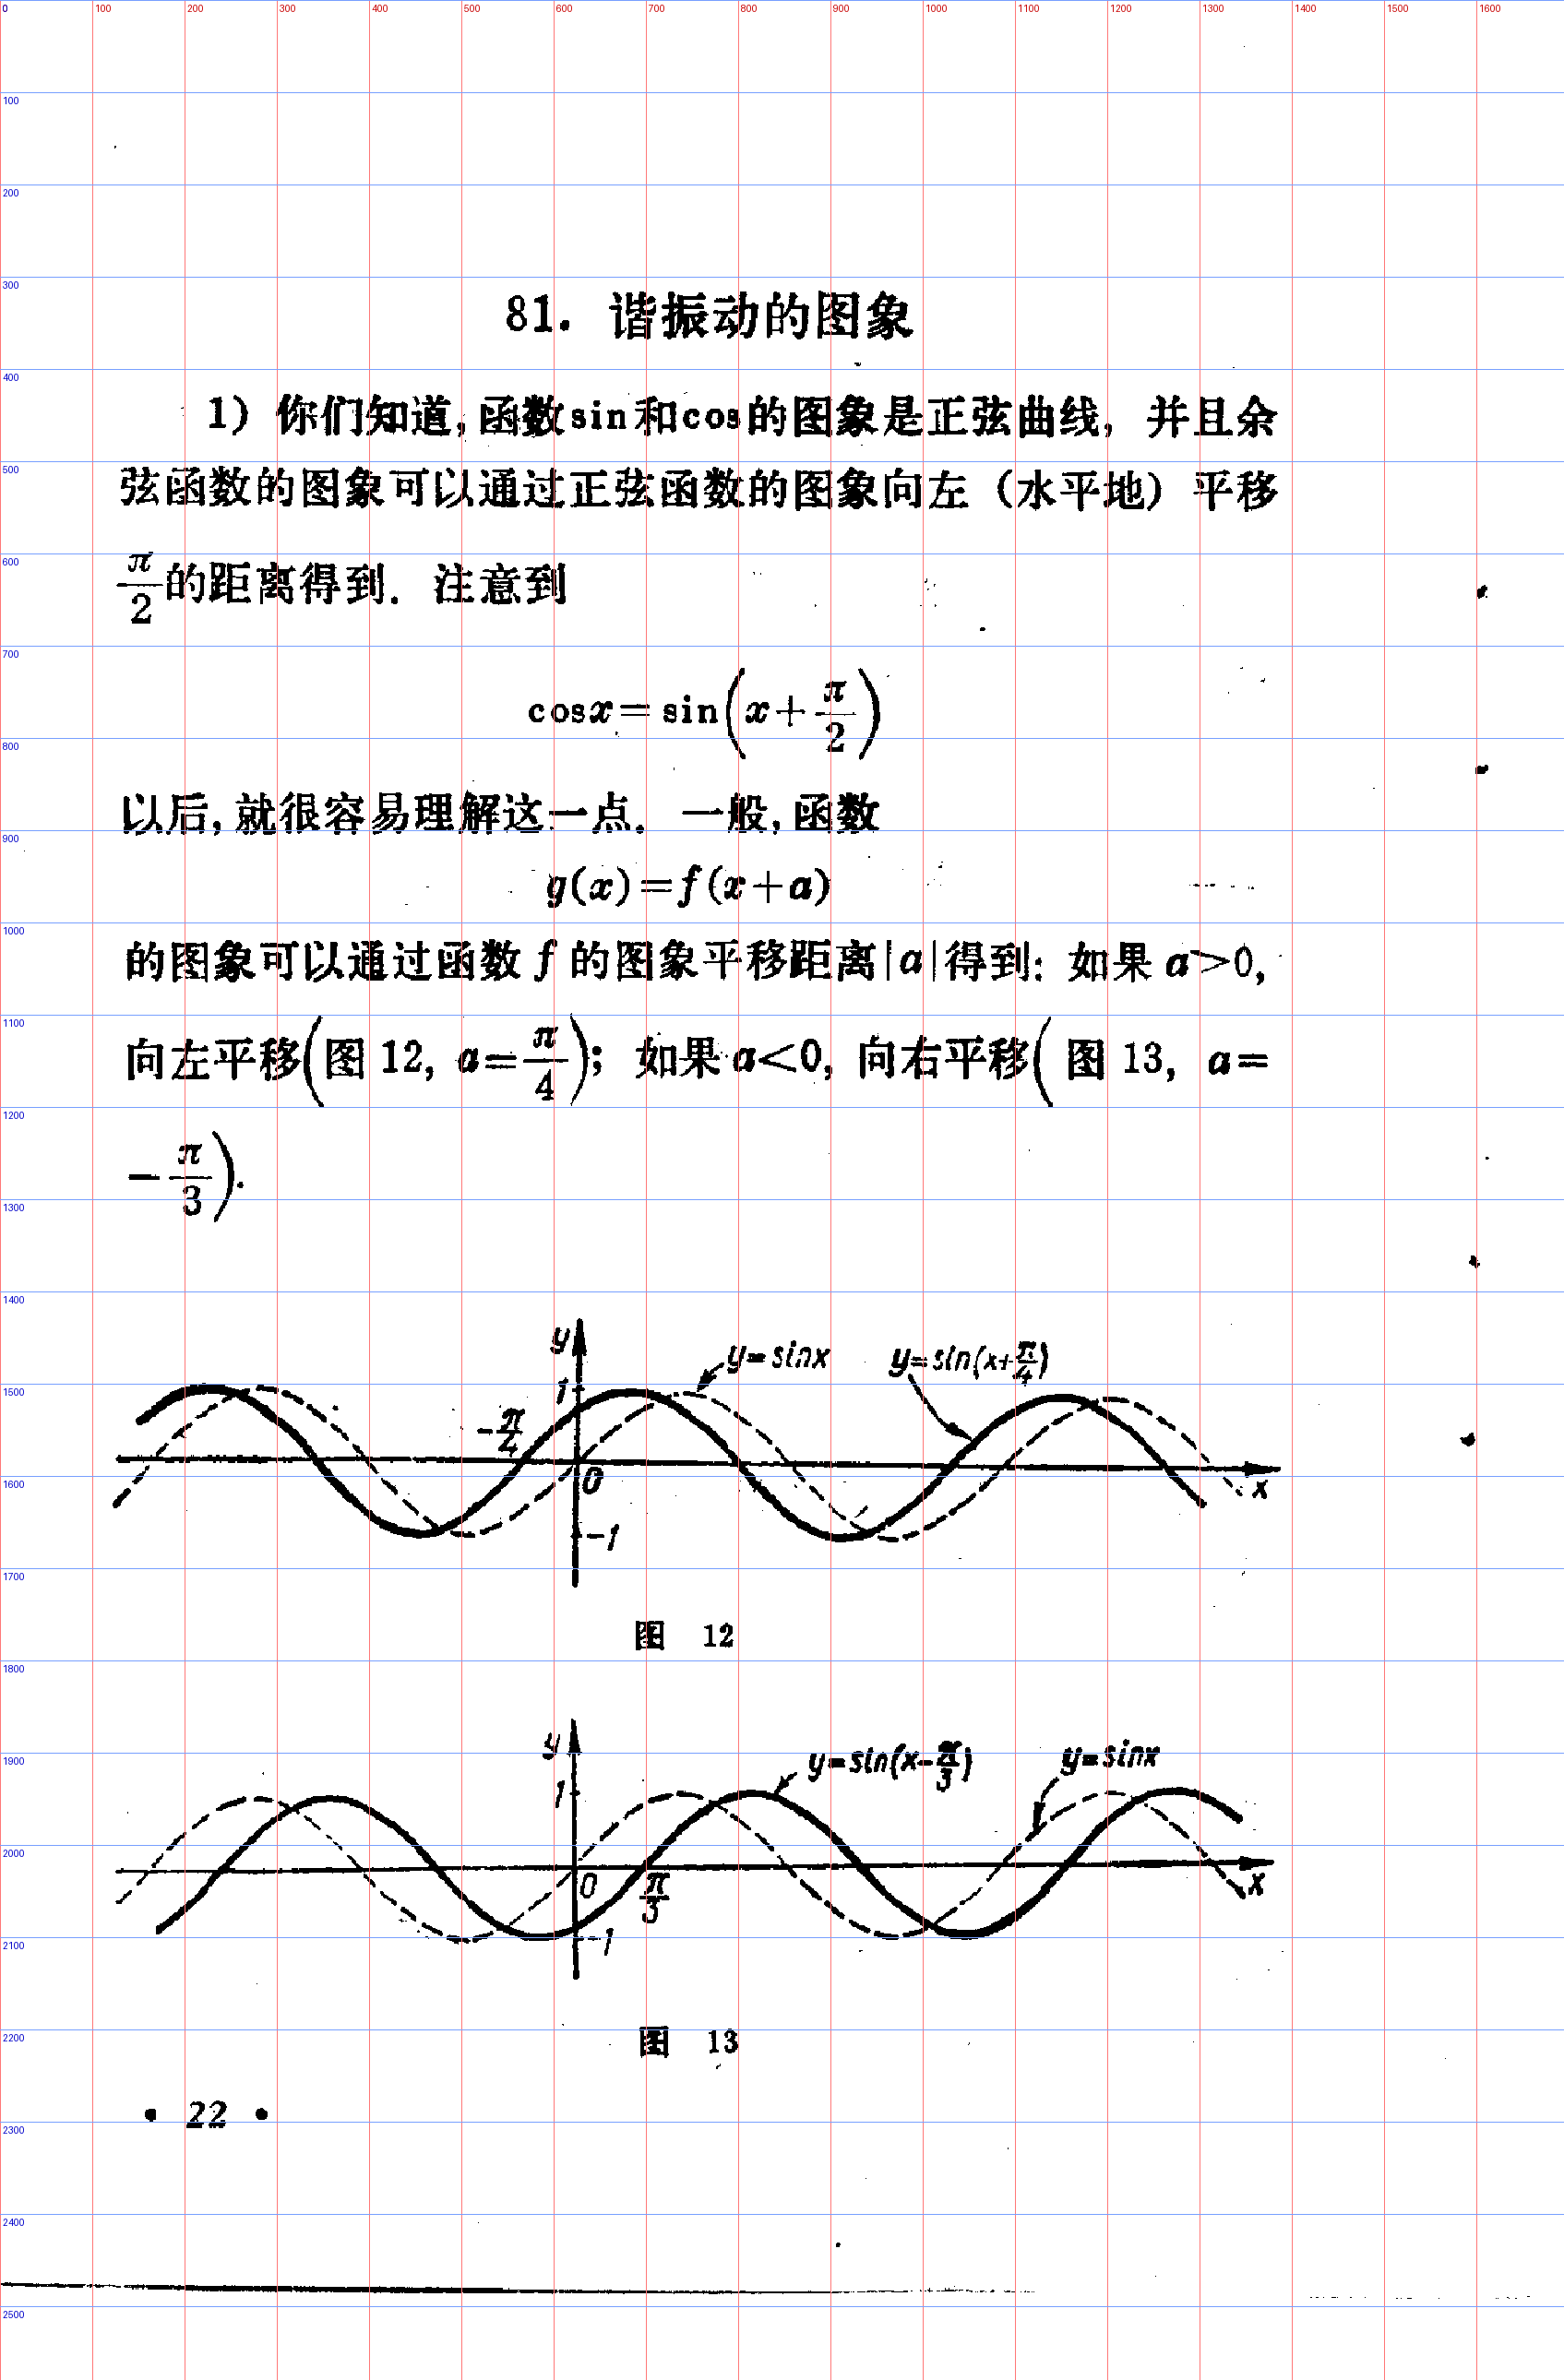 81. 谐振动的图象
1) 你们知道,函数sin和cos的图象是正弦曲线, 并且余
弦函数的图象可以通过正弦函数的图象向左（水平地）平移
π/2的距离得到. 注意到
cosx=sin(x+π/2)
以后,就很容易理解这一点. 一般,函数
g(x)=f(x+a)
的图象可以通过函数 f 的图象平移距离|a|得到: 如果 a>0,
向左平移(图 12, a=π/4); 如果 a<0, 向右平移( 图 13, a=
-π/3).
y
y=sinx
y=sin(x+π/4)
1
-π/4
0
x
-1
图 12
y
y=sin(x-π/3)
y=sinx
1
0
π/3
x
-1
图 13
• 22 •